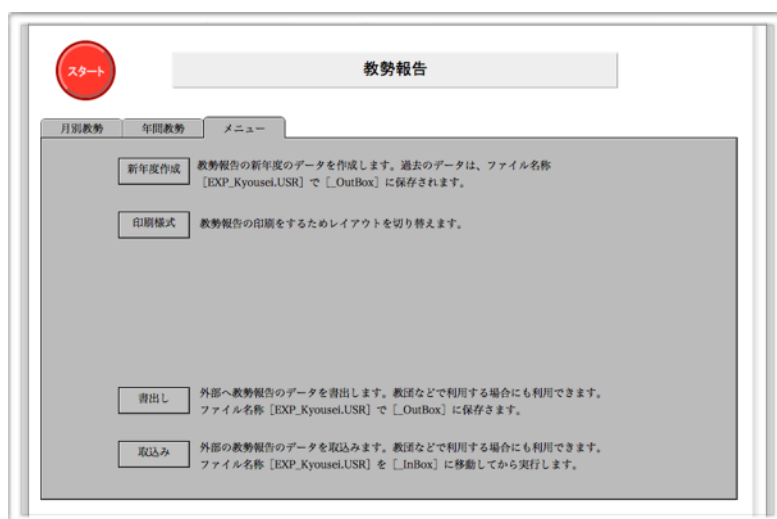 スタート
教勢報告
月別教勢
年間教勢
メニュー
新年度作成
教勢報告の新年度のデータを作成します。過去のデータは、ファイル名称
［EXP_Kyousei.USR］で［_OutBox］に保存されます。
印刷様式
教勢報告の印刷をするためレイアウトを切り替えます。
書出し
外部へ教勢報告のデータを書出します。教団などで利用する場合にも利用できます。
ファイル名称［EXP_Kyousei.USR］で［_OutBox］に保存さます。
取込み
外部の教勢報告のデータを取込みます。教団などで利用する場合にも利用できます。
ファイル名称［EXP_Kyousei.USR］を［_InBox］に移動してから実行します。